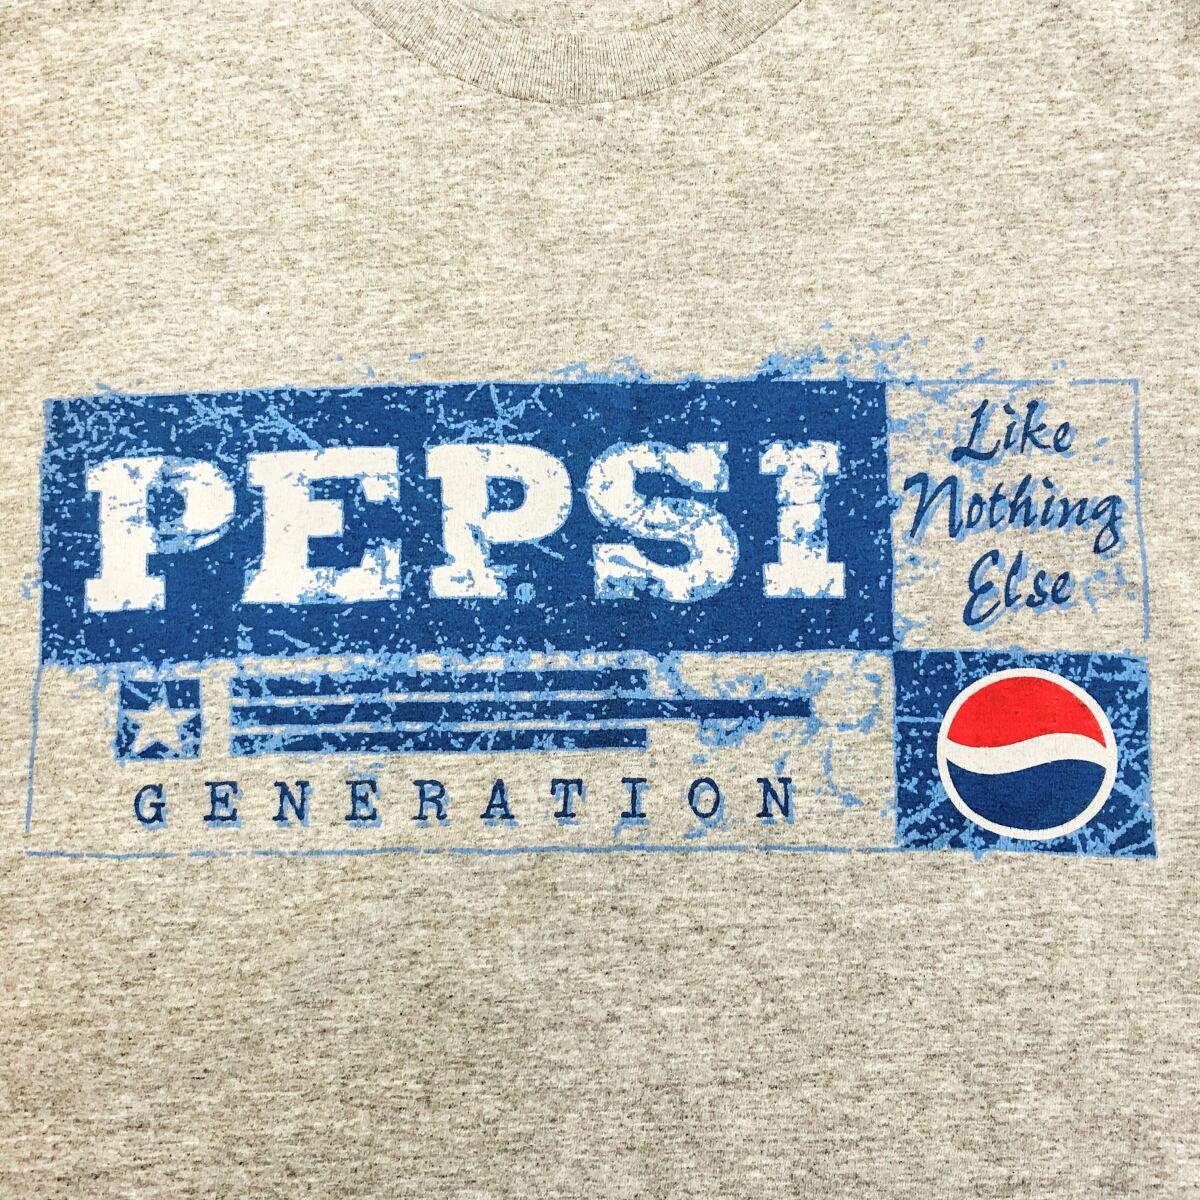 PEPSI
Like
Nothing
Else
GENERATION